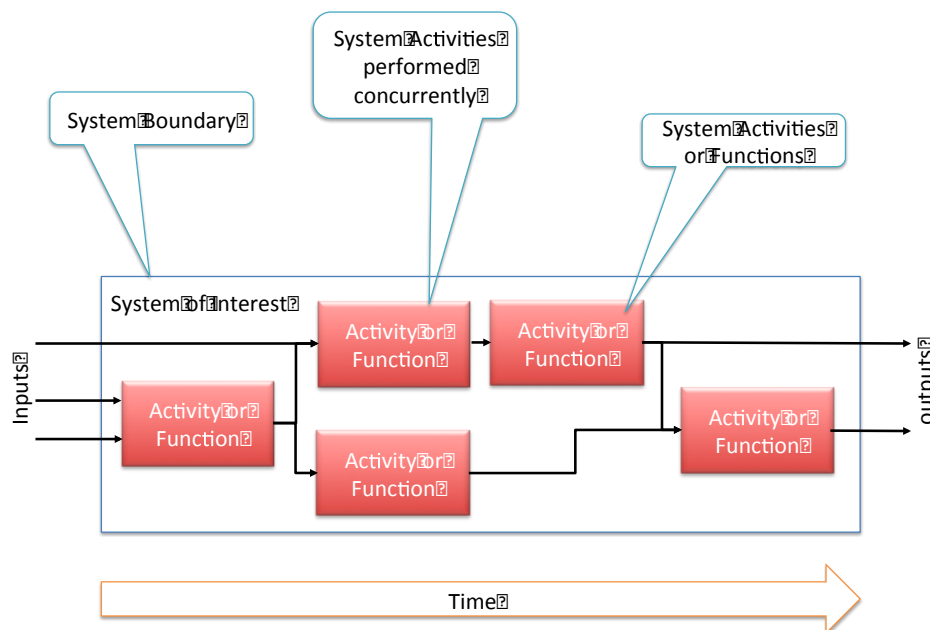 System Activities
performed
concurrently
System Boundary
System Activities
or Functions
System of Interest
Activity or
Function
Activity or
Function
Inputs
outputs
Activity or
Function
Activity or
Function
Activity or
Function
Time